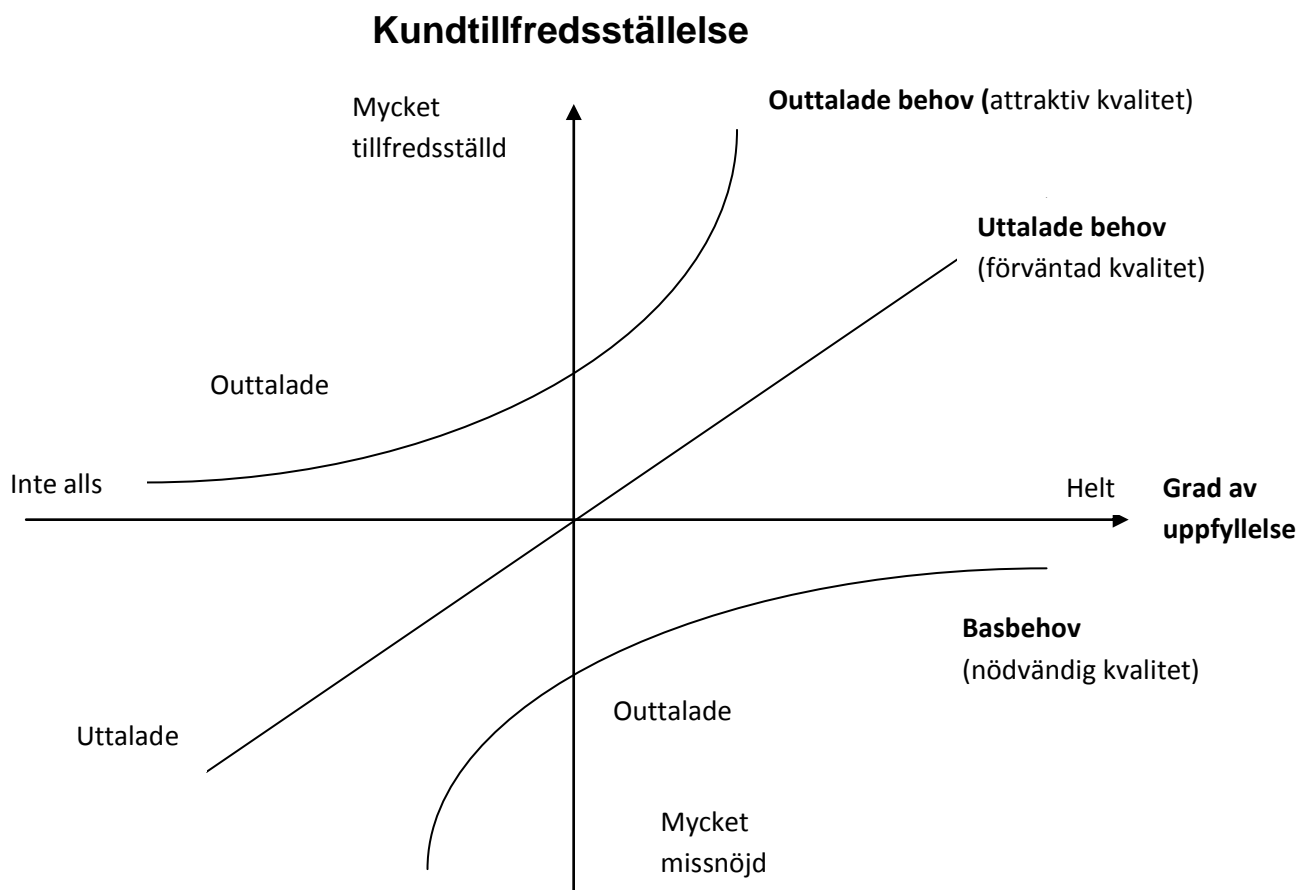 Kundtillfredsställelse
Mycket
tillfredsställd
Outtalade behov (attraktiv kvalitet)
Uttalade behov
(förväntad kvalitet)
Outtalade
Inte alls
Helt
Grad av
uppfyllelse
Basbehov
(nödvändig kvalitet)
Outtalade
Uttalade
Mycket
missnöjd